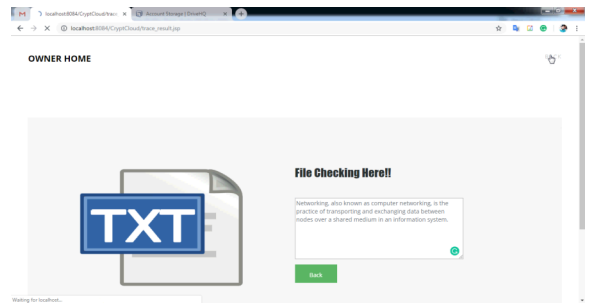 localhost:8084/CryptCloud/trace
Account Storage | DriveHQ
localhost:8084/CryptCloud/trace_result.jsp
OWNER HOME
File Checking Here!!
TXT
Networking, also known as computer networking, is the
practice of transporting and exchanging data between
nodes over a shared medium in an information system.
Back
Waiting for localhost...